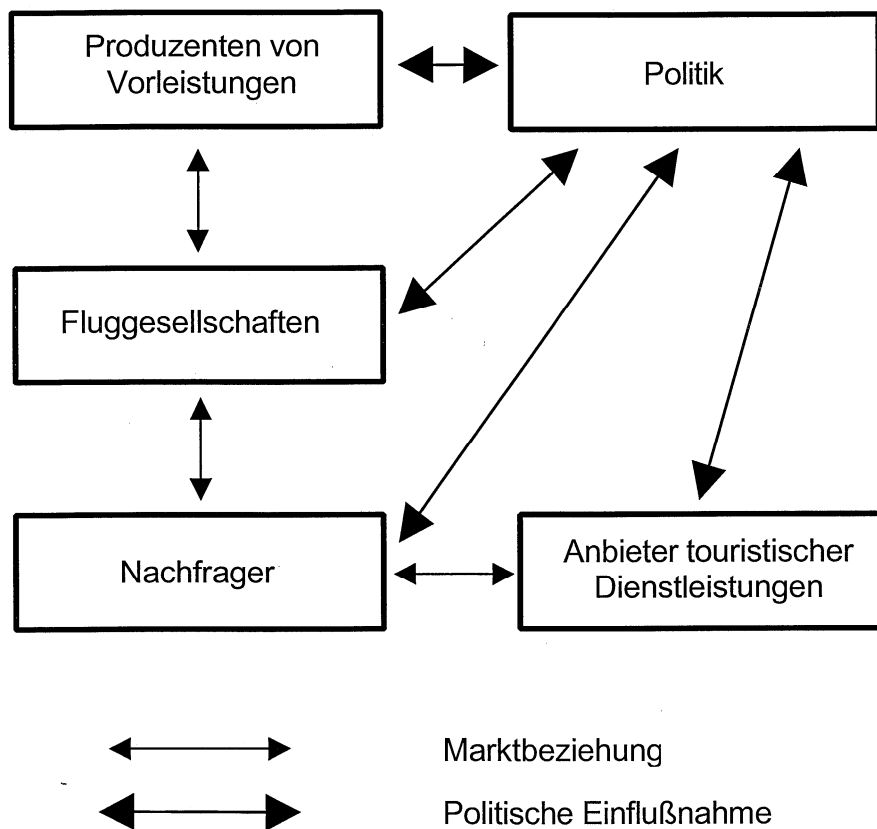 Produzenten von
Vorleistungen
Politik
Fluggesellschaften
Nachfrager
Anbieter touristischer
Dienstleistungen
Marktbeziehung
Politische Einflußnahme